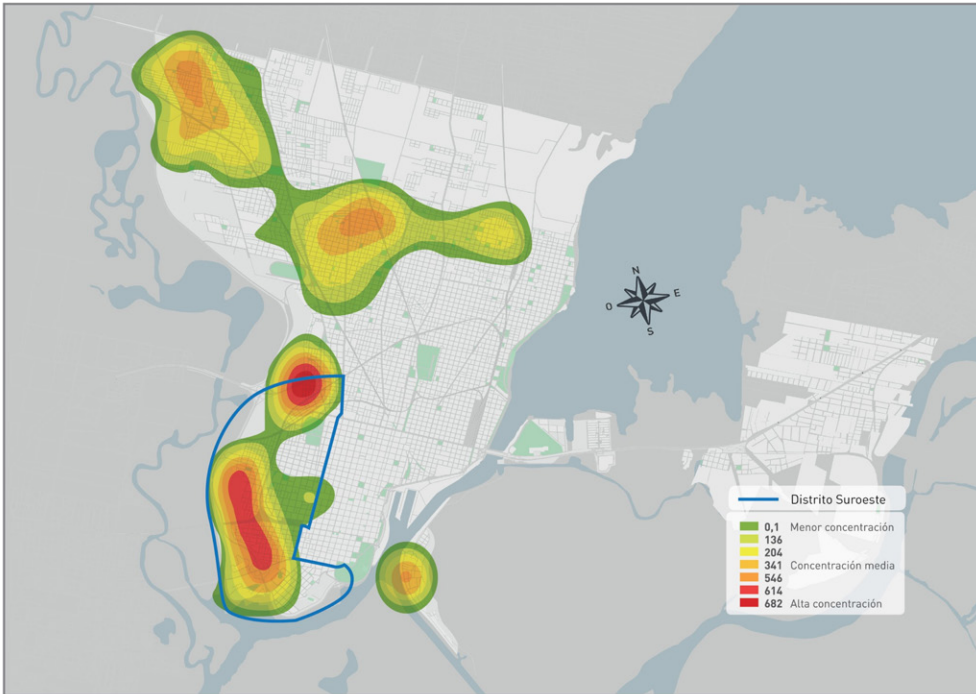 N
O
E
S
Distrito Suroeste
0,1 Menor concentración
136
204
341 Concentración media
546
614
682 Alta concentración